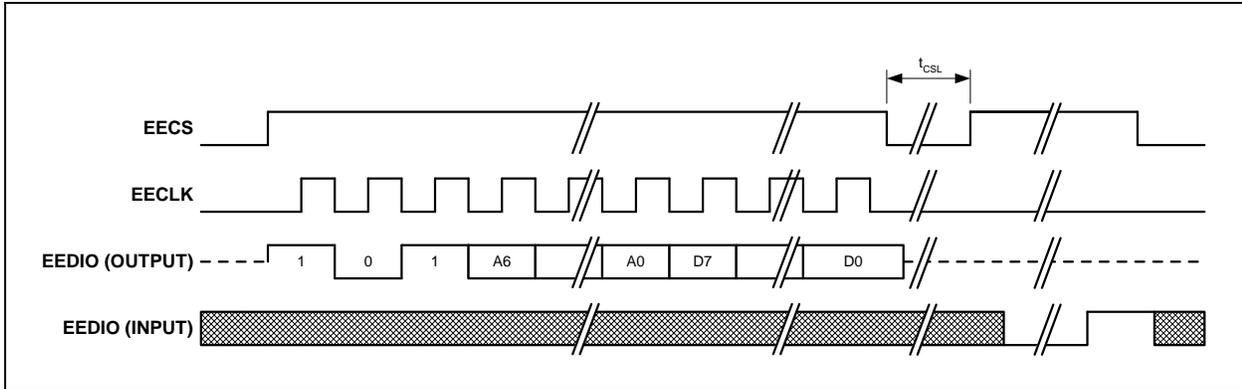 tCSL
EECS
EECLK
EEDIO (OUTPUT) 1 0 1 A6 A0 D7 D0
EEDIO (INPUT)